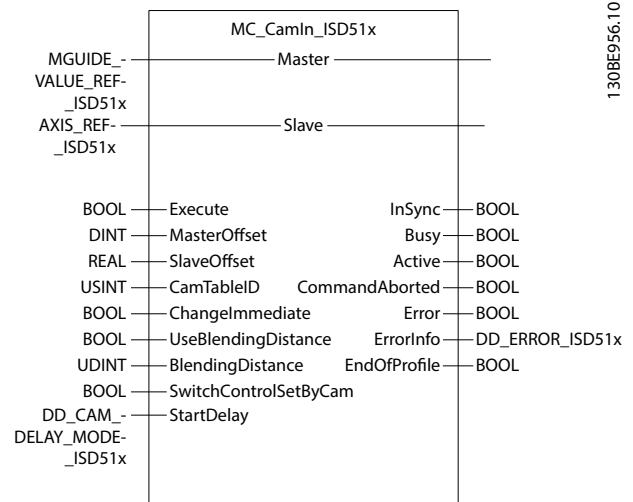 MC_CamIn_ISD51x
MGUIDE_-
VALUE_REF-
_ISD51x
Master
AXIS_REF-
_ISD51x
Slave
BOOL Execute InSync BOOL
DINT MasterOffset Busy BOOL
REAL SlaveOffset Active BOOL
USINT CamTableID CommandAborted BOOL
BOOL ChangeImmediate Error BOOL
BOOL UseBlendingDistance ErrorInfo DD_ERROR_ISD51x
UDINT BlendingDistance EndOfProfile BOOL
BOOL SwitchControlSetByCam
DD_CAM_- StartDelay
DELAY_MODE-
_ISD51x
130BE956.10